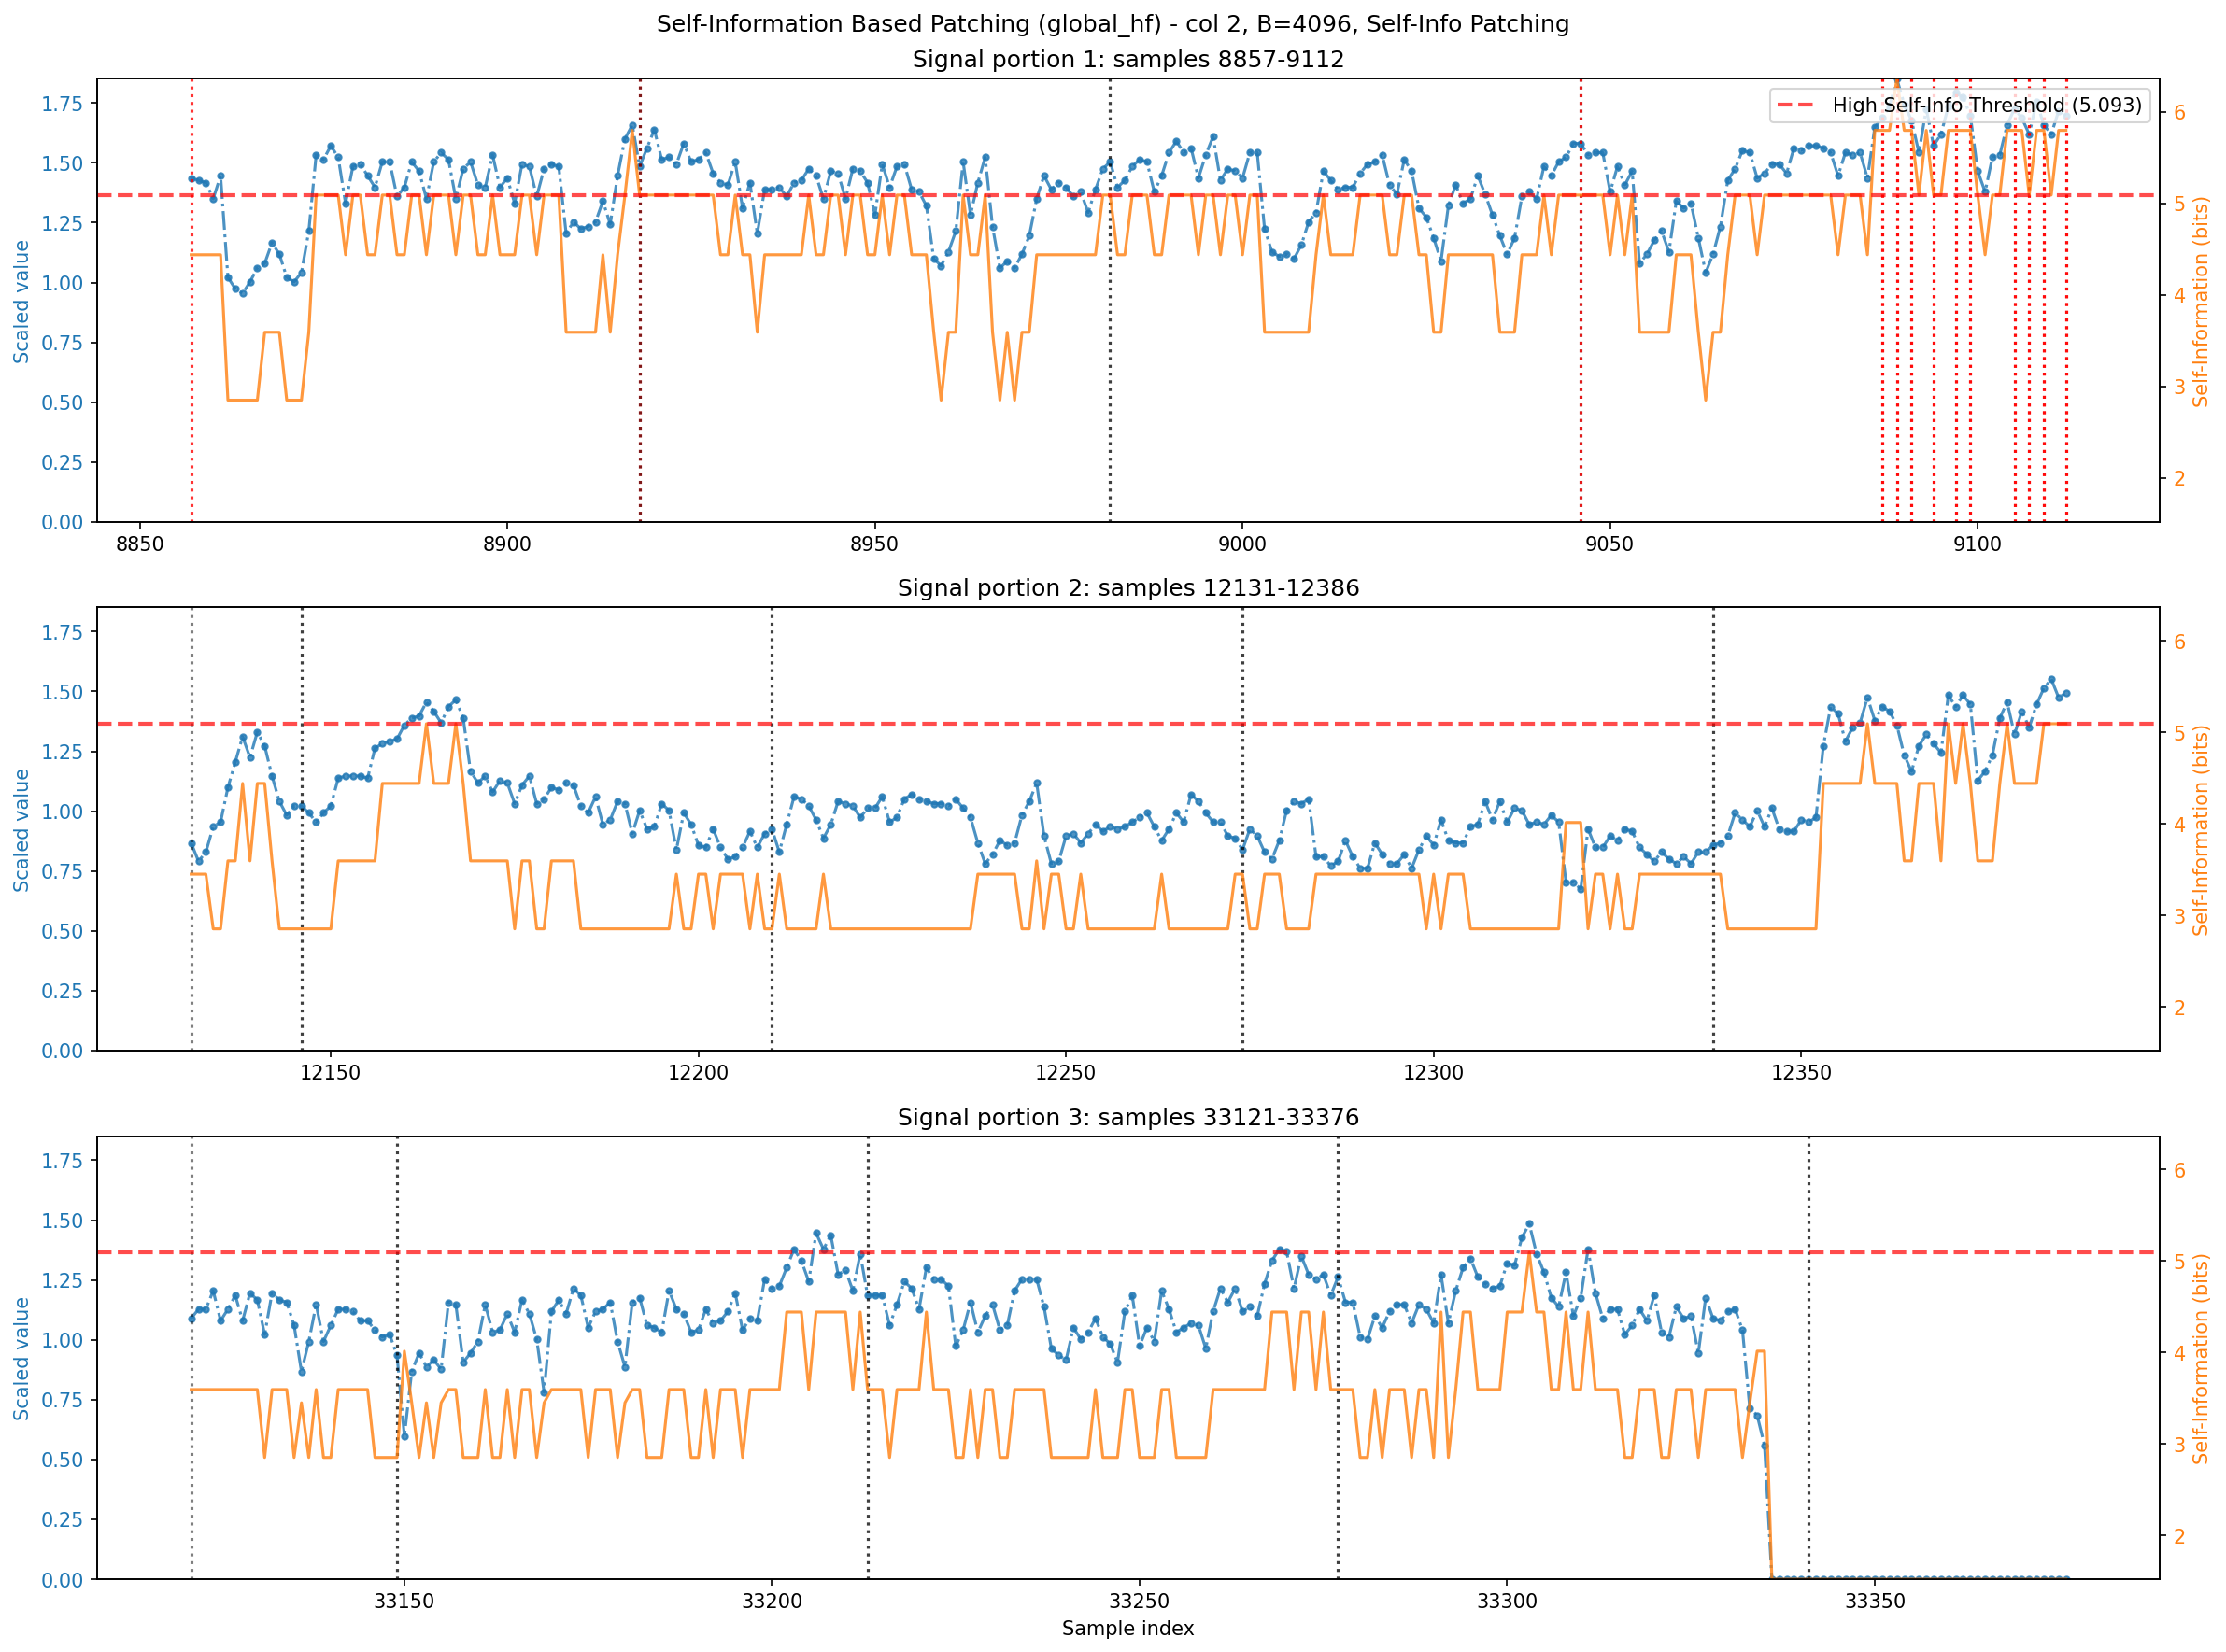 Self-Information Based Patching (global_hf) - col 2, B=4096, Self-Info Patching
Signal portion 1: samples 8857-9112
High Self-Info Threshold (5.093)
Scaled value
1.75
1.50
1.25
1.00
0.75
0.50
0.25
0.00
Self-Information (bits)
6
5
4
3
2
8850 8900 8950 9000 9050 9100
Signal portion 2: samples 12131-12386
Scaled value
1.75
1.50
1.25
1.00
0.75
0.50
0.25
0.00
Self-Information (bits)
6
5
4
3
2
12150 12200 12250 12300 12350
Signal portion 3: samples 33121-33376
Scaled value
1.75
1.50
1.25
1.00
0.75
0.50
0.25
0.00
Self-Information (bits)
6
5
4
3
2
33150 33200 33250 33300 33350
Sample index